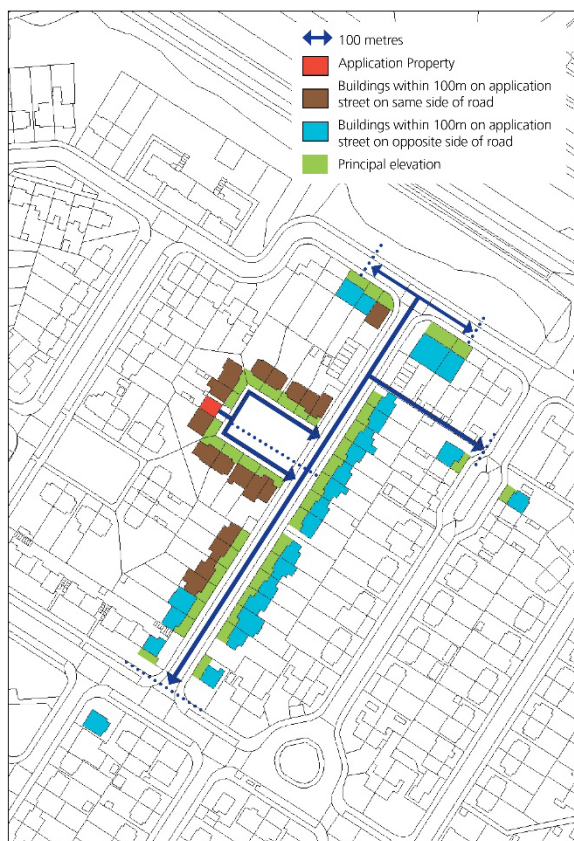 100 metres
Application Property
Buildings within 100m on application
street on same side of road
Buildings within 100m on application
street on opposite side of road
Principal elevation